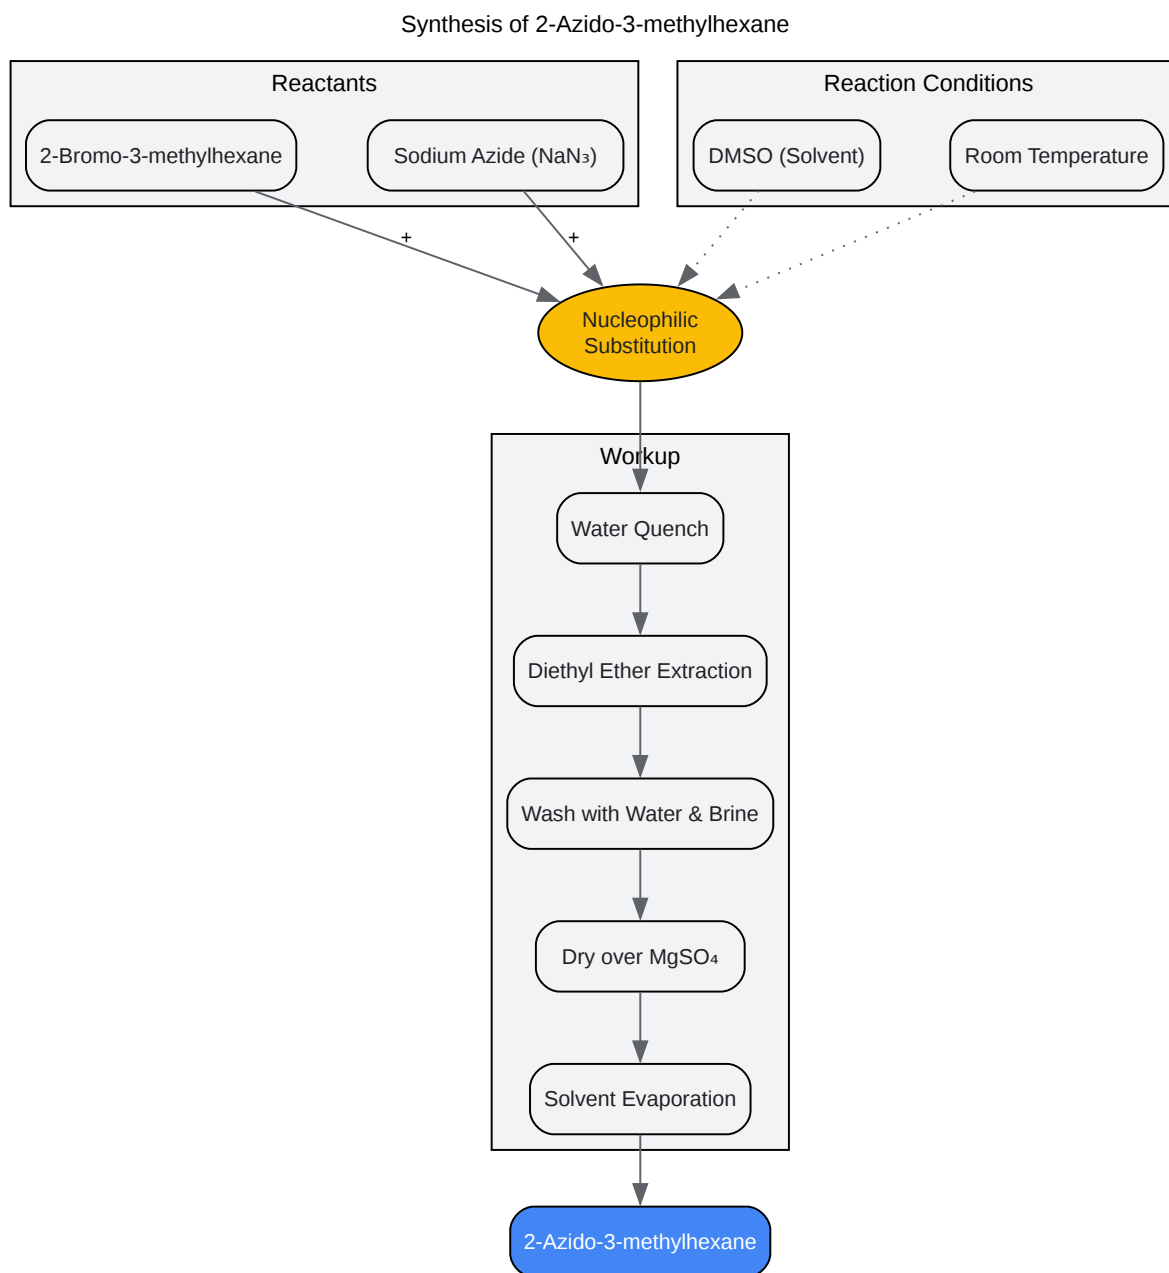 Synthesis of 2-Azido-3-methylhexane
Reactants
Reaction Conditions
2-Bromo-3-methylhexane
Sodium Azide (NaN₃)
DMSO (Solvent)
Room Temperature
+
+
Nucleophilic
Substitution
Workup
Water Quench
Diethyl Ether Extraction
Wash with Water & Brine
Dry over MgSO₄
Solvent Evaporation
2-Azido-3-methylhexane